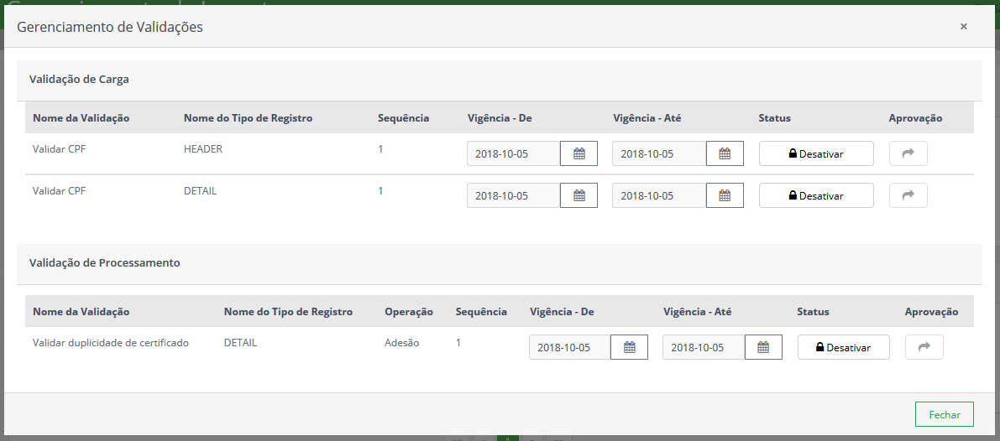 Gerenciamento de Validações ×
Validação de Carga
Nome da Validação Nome do Tipo de Registro Sequência Vigência - De Vigência - Até Status Aprovação
Validar CPF HEADER 1 2018-10-05 2018-10-05 Desativar
Validar CPF DETAIL 1 2018-10-05 2018-10-05 Desativar
Validação de Processamento
Nome da Validação Nome do Tipo de Registro Operação Sequência Vigência - De Vigência - Até Status Aprovação
Validar duplicidade de certificado DETAIL Adesão 1 2018-10-05 2018-10-05 Desativar
Fechar
1